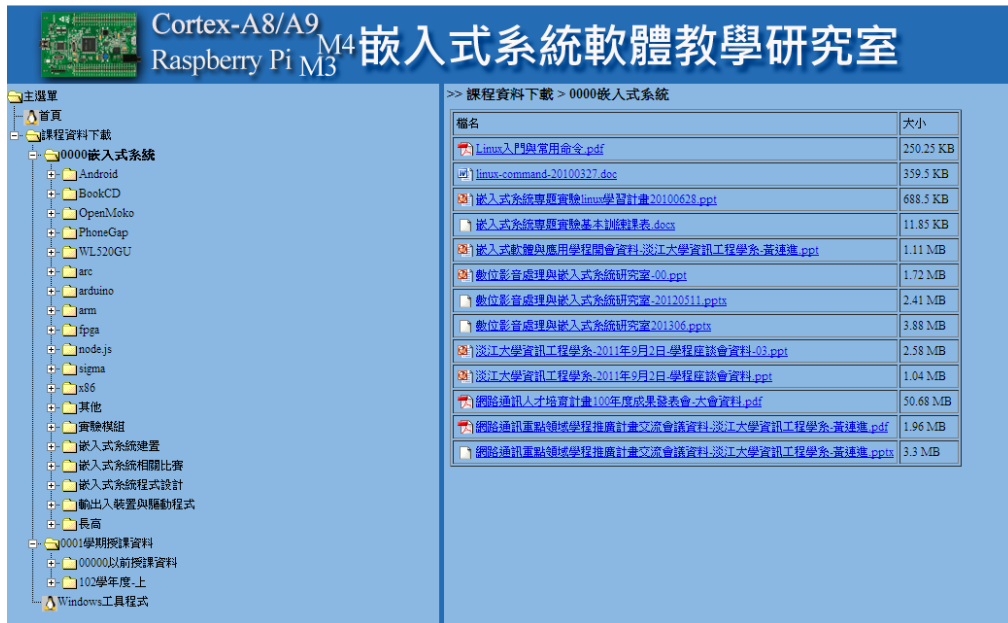 Cortex-A8/A9
Raspberry Pi M4 M3
嵌入式系統軟體教學研究室
主選單
首頁
課程資料下載
0000嵌入式系統
Android
BookCD
OpenMoko
PhoneGap
WL520GU
arc
arduino
arm
fpga
node.js
sigma
x86
其他
實驗模組
嵌入式系統建置
嵌入式系統相關比賽
嵌入式系統程式設計
輸出入裝置與驅動程式
長高
0001學期授課資料
00000以前授課資料
102學年度-上
Windows工具程式
>> 課程資料下載 > 0000嵌入式系統
檔名 大小
Linux入門與常用命令.pdf 250.25 KB
linux-command-20100327.doc 359.5 KB
嵌入式系統專題實驗linux學習計畫20100628.ppt 688.5 KB
嵌入式系統專題實驗基本訓練課表.docx 11.85 KB
嵌入式軟體與應用學程開會資料-淡江大學資訊工程學系-黃連進.ppt 1.11 MB
數位影音處理與嵌入式系統研究室-00.ppt 1.72 MB
數位影音處理與嵌入式系統研究室-20120511.pptx 2.41 MB
數位影音處理與嵌入式系統研究室201306.pptx 3.88 MB
淡江大學資訊工程學系-2011年9月2日-學程座談會資料-03.ppt 2.58 MB
淡江大學資訊工程學系-2011年9月2日-學程座談會資料.ppt 1.04 MB
網路通訊人才培育計畫100年度成果發表會-大會資料.pdf 50.68 MB
網路通訊重點領域學程推廣計畫交流會議資料-淡江大學資訊工程學系-黃連進.pdf 1.96 MB
網路通訊重點領域學程推廣計畫交流會議資料-淡江大學資訊工程學系-黃連進.pptx 3.3 MB